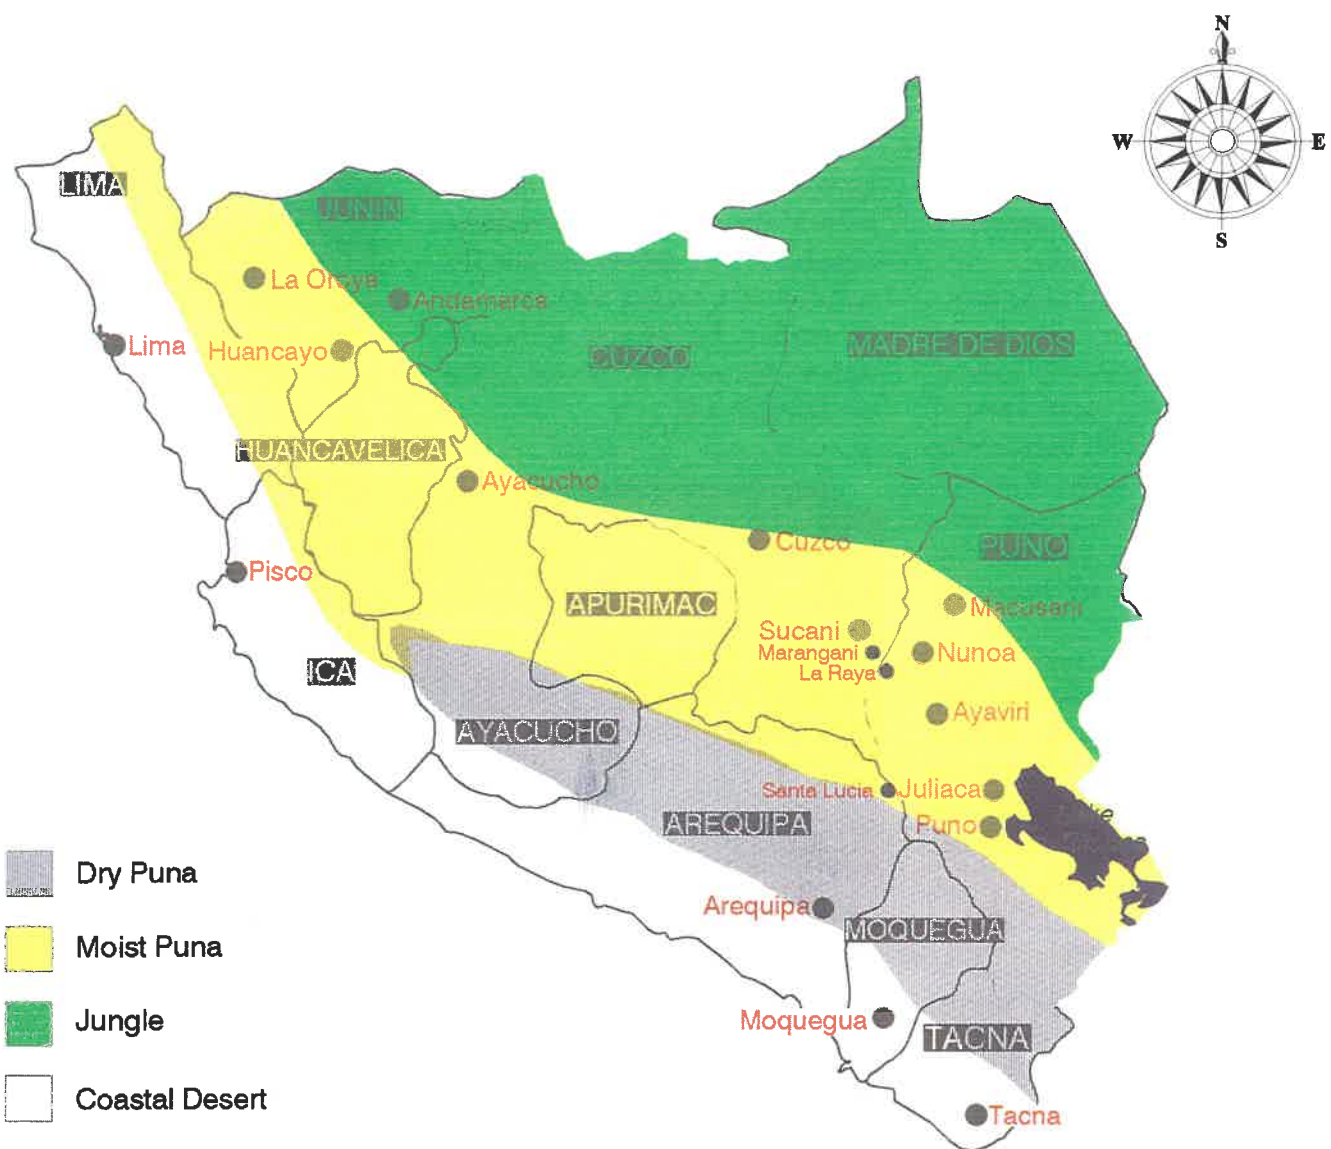 N
W
E
S
LIMA
JUNIN
La Oroya
Andamarca
Lima
Huancayo
CUZCO
MADRE DE DIOS
HUANCAVELICA
Ayacucho
Cuzco
PUNO
Pisco
APURIMAC
Macusani
Sucani
Marangani
Nunoa
La Raya
ICA
Ayaviri
AYACUCHO
Santa Lucia
Juliaca
AREQUIPA
Puno
Dry Puna
Arequipa
MOQUEGUA
Moist Puna
Jungle
Moquegua
TACNA
Coastal Desert
Tacna